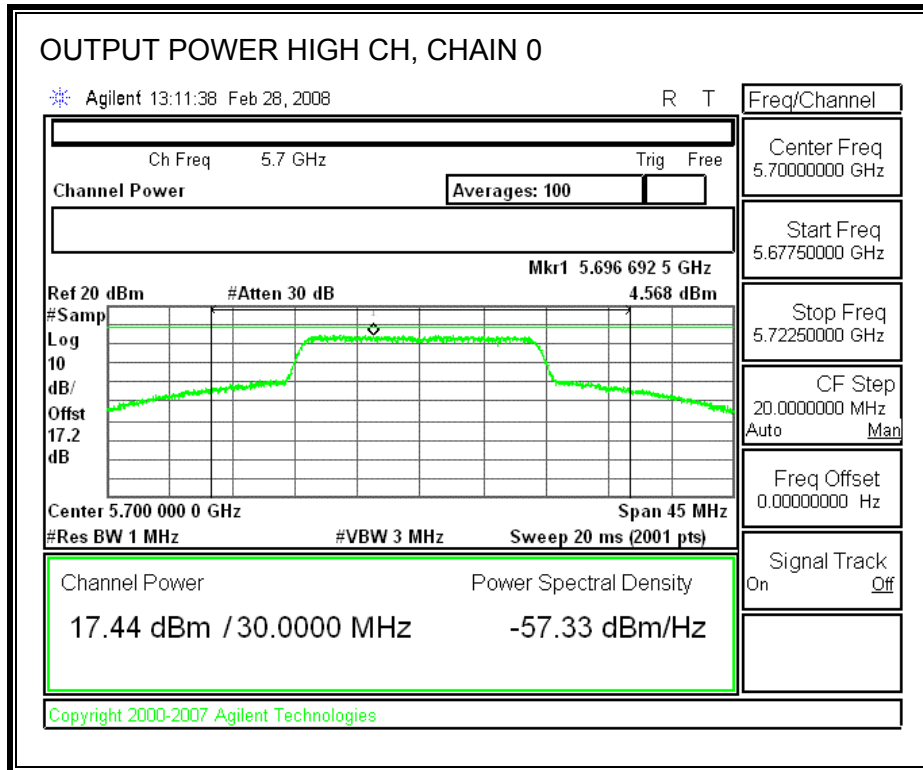 OUTPUT POWER HIGH CH, CHAIN 0
Agilent 13:11:38 Feb 28, 2008 R T
Freq/Channel
Ch Freq 5.7 GHz Trig Free
Channel Power Averages: 100
Center Freq
5.70000000 GHz
Start Freq
5.67750000 GHz
Mkr1 5.696 692 5 GHz
Ref 20 dBm #Atten 30 dB 4.568 dBm
#Samp
Log
10
dB/
Offst
17.2
dB
Stop Freq
5.72250000 GHz
CF Step
20.0000000 MHz
Auto Man
Freq Offset
0.00000000 Hz
Center 5.700 000 0 GHz Span 45 MHz
#Res BW 1 MHz #VBW 3 MHz Sweep 20 ms (2001 pts)
Signal Track
On Off
Channel Power Power Spectral Density
17.44 dBm / 30.0000 MHz -57.33 dBm/Hz
Copyright 2000-2007 Agilent Technologies